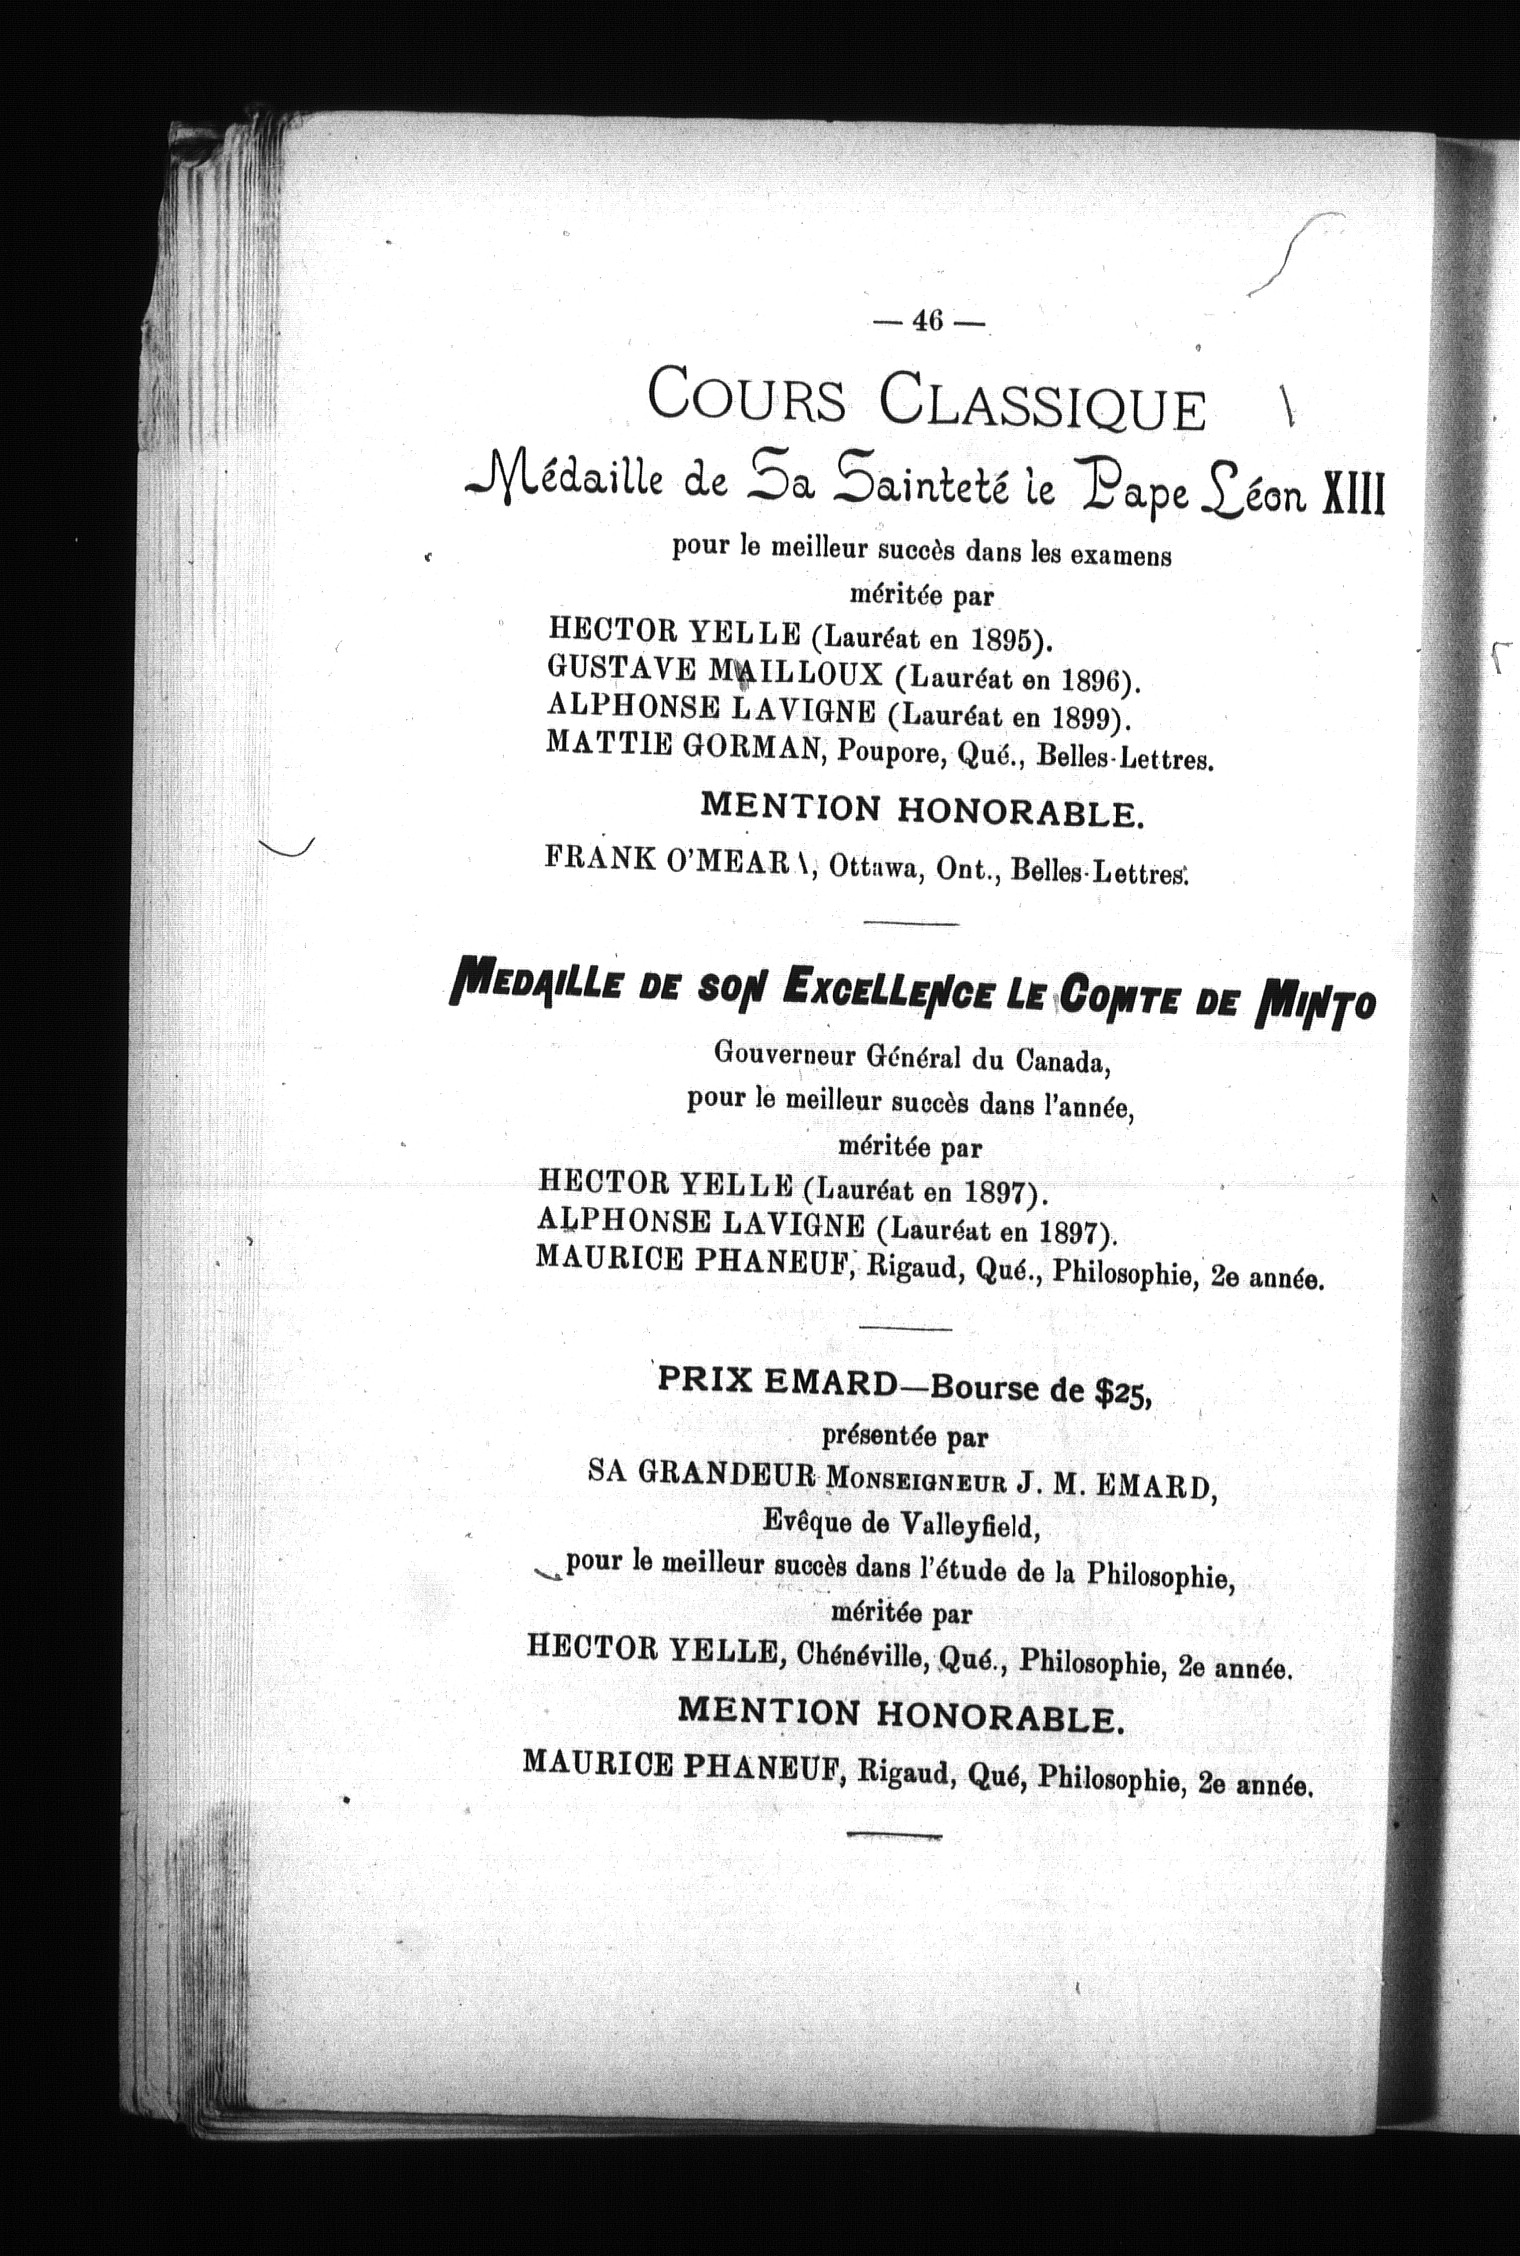 — 46 —
COURS CLASSIQUE
Médaille de Sa Sainteté le Pape Léon XIII
pour le meilleur succès dans les examens
méritée par
HECTOR YELLE (Lauréat en 1895).
GUSTAVE MAILLOUX (Lauréat en 1896).
ALPHONSE LAVIGNE (Lauréat en 1899).
MATTIE GORMAN, Poupore, Qué., Belles-Lettres.
MENTION HONORABLE.
FRANK O'MEARA, Ottawa, Ont., Belles-Lettres.
MEDAILLE DE SON EXCELLENCE LE COMTE DE MINTO
Gouverneur Général du Canada,
pour le meilleur succès dans l'année,
méritée par
HECTOR YELLE (Lauréat en 1897).
ALPHONSE LAVIGNE (Lauréat en 1897).
MAURICE PHANEUF, Rigaud, Qué., Philosophie, 2e année.
PRIX EMARD—Bourse de $25,
présentée par
SA GRANDEUR MONSEIGNEUR J. M. EMARD,
Evêque de Valleyfield,
pour le meilleur succès dans l'étude de la Philosophie,
méritée par
HECTOR YELLE, Chénéville, Qué., Philosophie, 2e année.
MENTION HONORABLE.
MAURICE PHANEUF, Rigaud, Qué, Philosophie, 2e année.